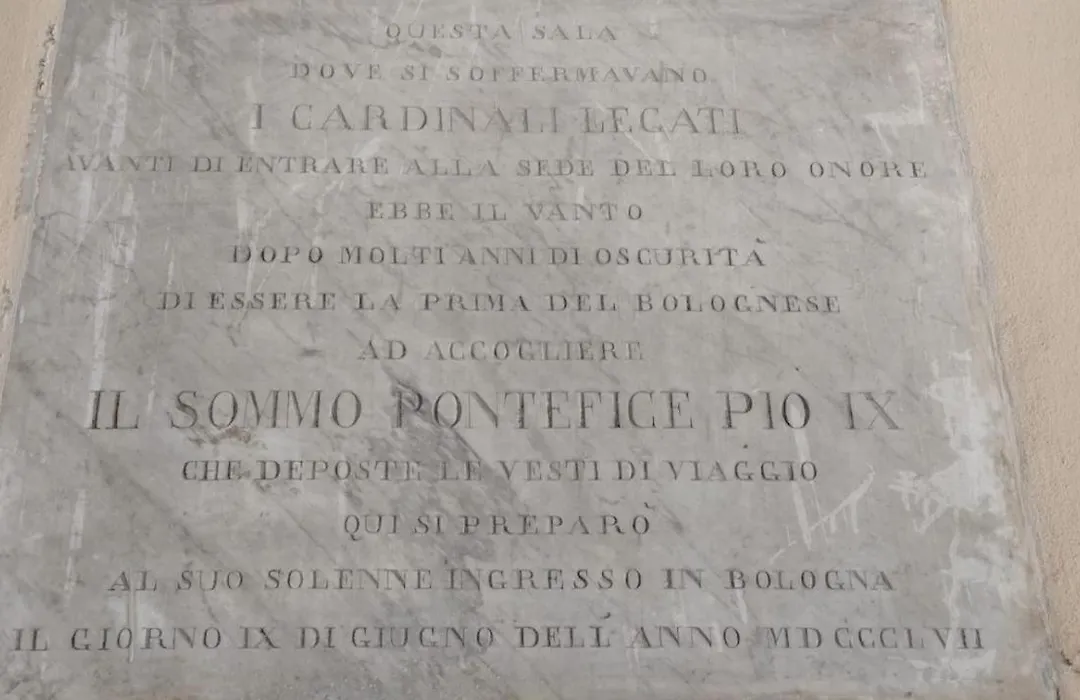 QUESTA SALA
DOVE SI SOFFERMAVANO
I CARDINALI LEGATI
AVANTI DI ENTRARE ALLA SEDE DEL LORO ONORE
EBBE IL VANTO
DOPO MOLTI ANNI DI OSCURITÀ
DI ESSERE LA PRIMA DEL BOLOGNESE
AD ACCOGLIERE
IL SOMMO PONTEFICE PIO IX
CHE DEPOSTE LE VESTI DI VIAGGIO
QUI SI PREPARÒ
AL SUO SOLENNE INGRESSO IN BOLOGNA
IL GIORNO IX DI GIUGNO DELL' ANNO MDCCCLVII